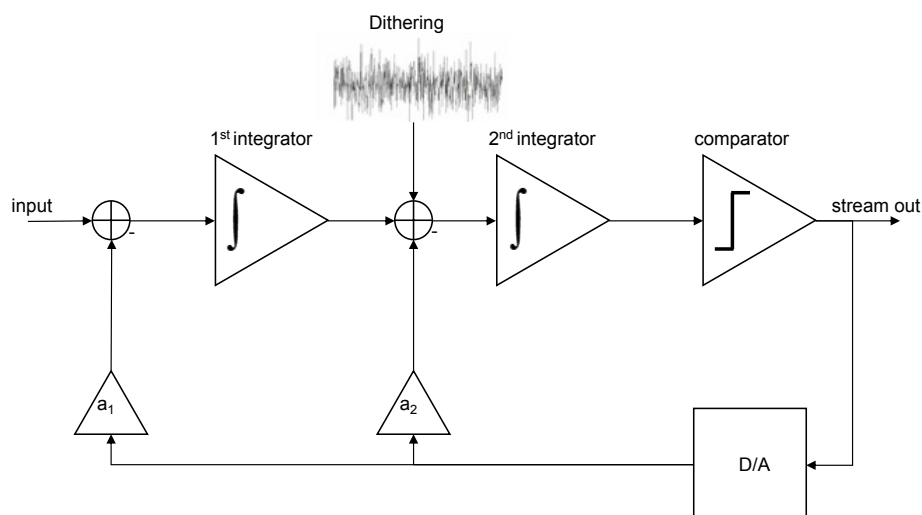 Dithering
1st integrator
2nd integrator
comparator
input
-
-
stream out
a1
a2
D/A